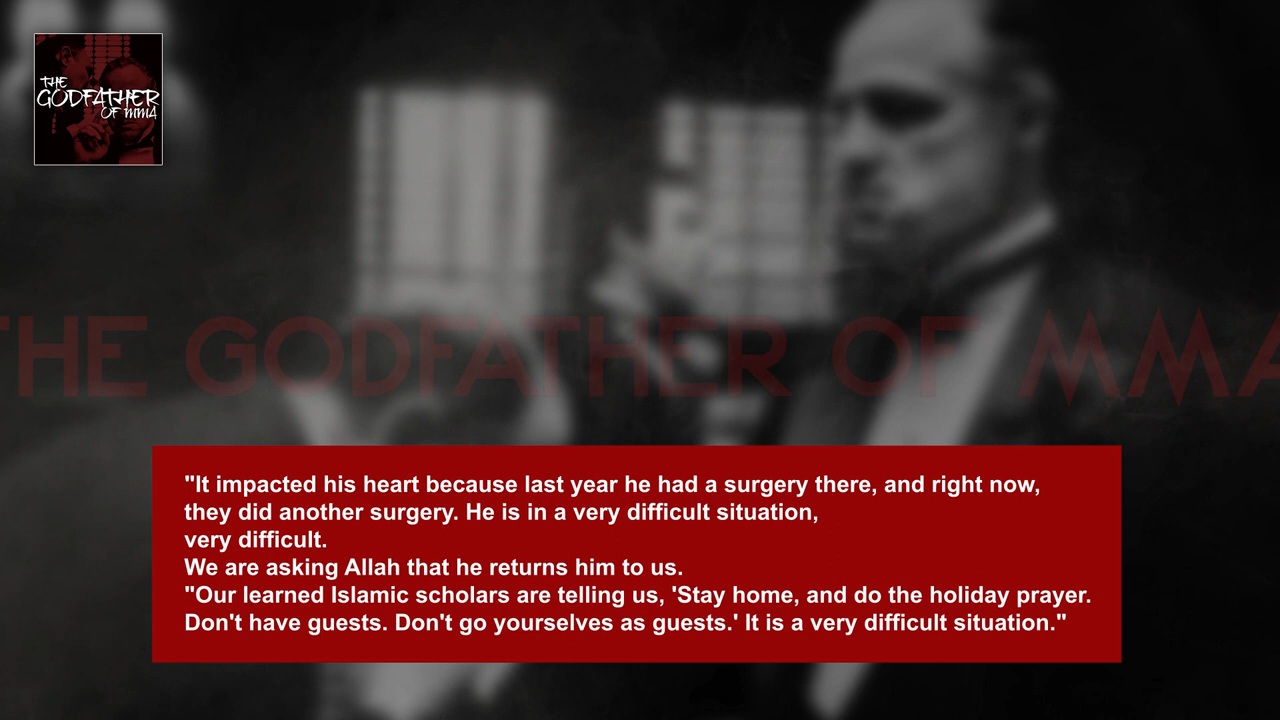 THE
GODFATHER
OF MMA
THE GODFATHER OF MMA
"It impacted his heart because last year he had a surgery there, and right now,
they did another surgery. He is in a very difficult situation,
very difficult.
We are asking Allah that he returns him to us.
"Our learned Islamic scholars are telling us, 'Stay home, and do the holiday prayer.
Don't have guests. Don't go yourselves as guests.' It is a very difficult situation."